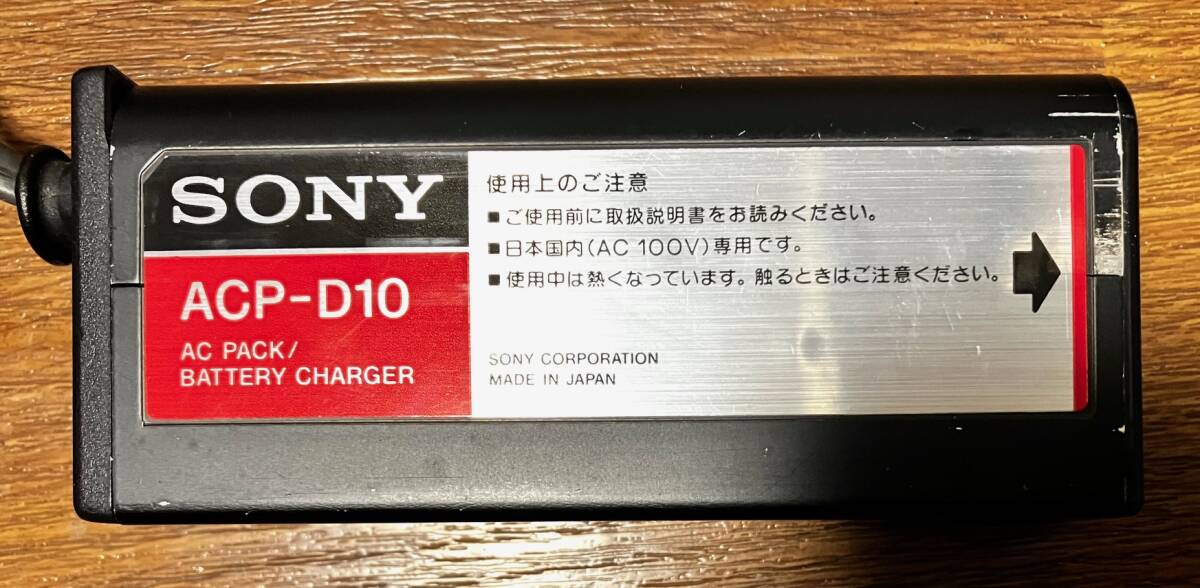 SONY
ACP-D10
AC PACK/
BATTERY CHARGER
使用上のご注意
■ご使用前に取扱説明書をお読みください。
■日本国内(AC 100V)専用です。
■使用中は熱くなっています。触るときはご注意ください。
SONY CORPORATION
MADE IN JAPAN